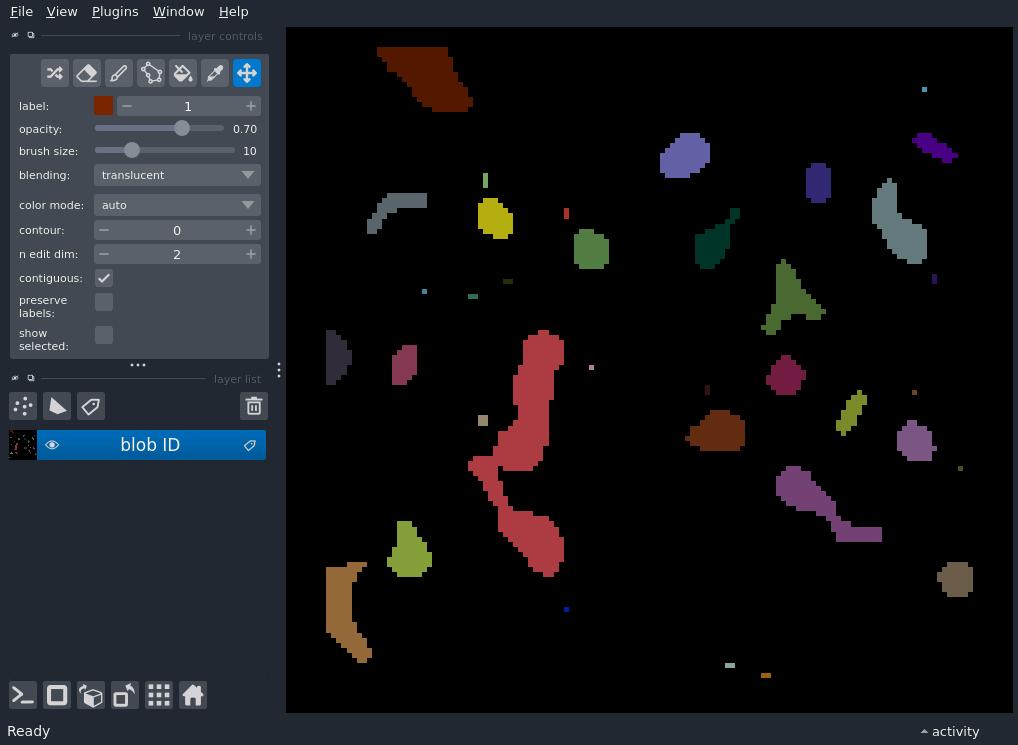 File View Plugins Window Help
layer controls
label: 1
opacity: 0.70
brush size: 10
blending: translucent
color mode: auto
contour: 0
n edit dim: 2
contiguous:
preserve
labels:
show
selected:
layer list
blob ID
Ready
activity